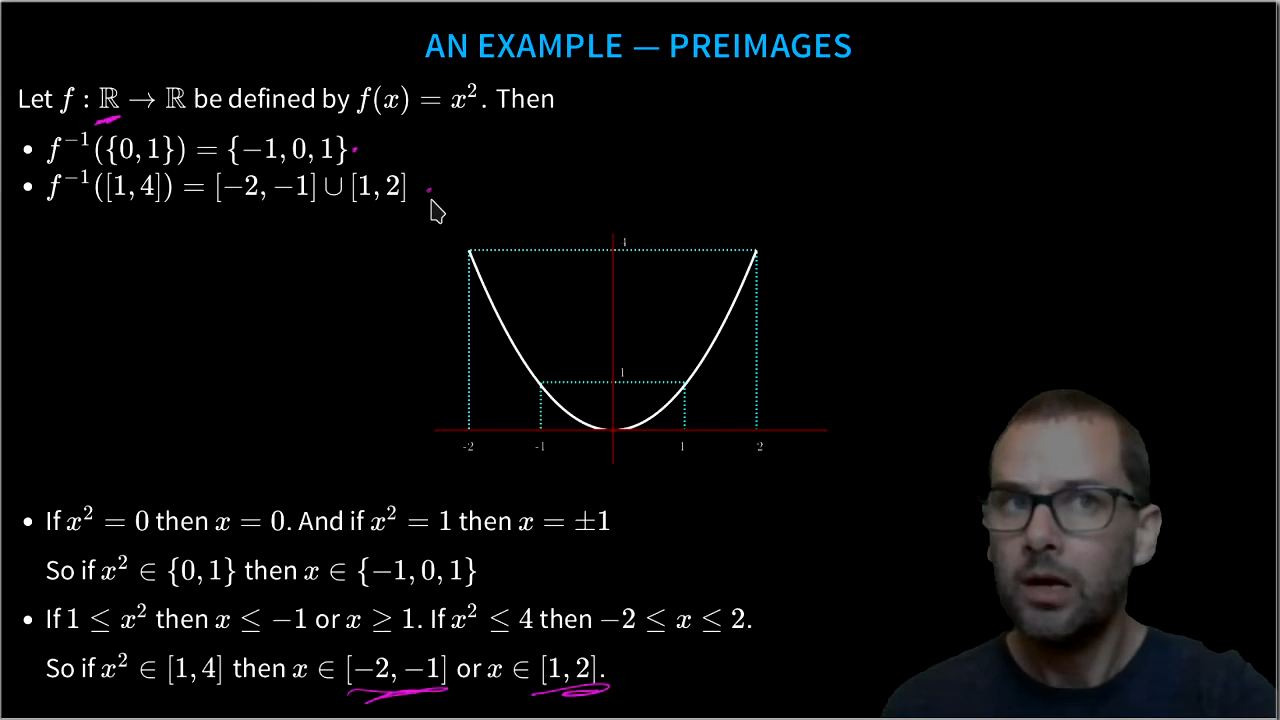 AN EXAMPLE — PREIMAGES
Let f : ℝ → ℝ be defined by f(x) = x². Then
• f⁻¹({0, 1}) = {−1, 0, 1}
• f⁻¹([1, 4]) = [−2, −1] ∪ [1, 2]
4
1
-2 -1 1 2
• If x² = 0 then x = 0. And if x² = 1 then x = ±1
So if x² ∈ {0, 1} then x ∈ {−1, 0, 1}
• If 1 ≤ x² then x ≤ −1 or x ≥ 1. If x² ≤ 4 then −2 ≤ x ≤ 2.
So if x² ∈ [1, 4] then x ∈ [−2, −1] or x ∈ [1, 2].